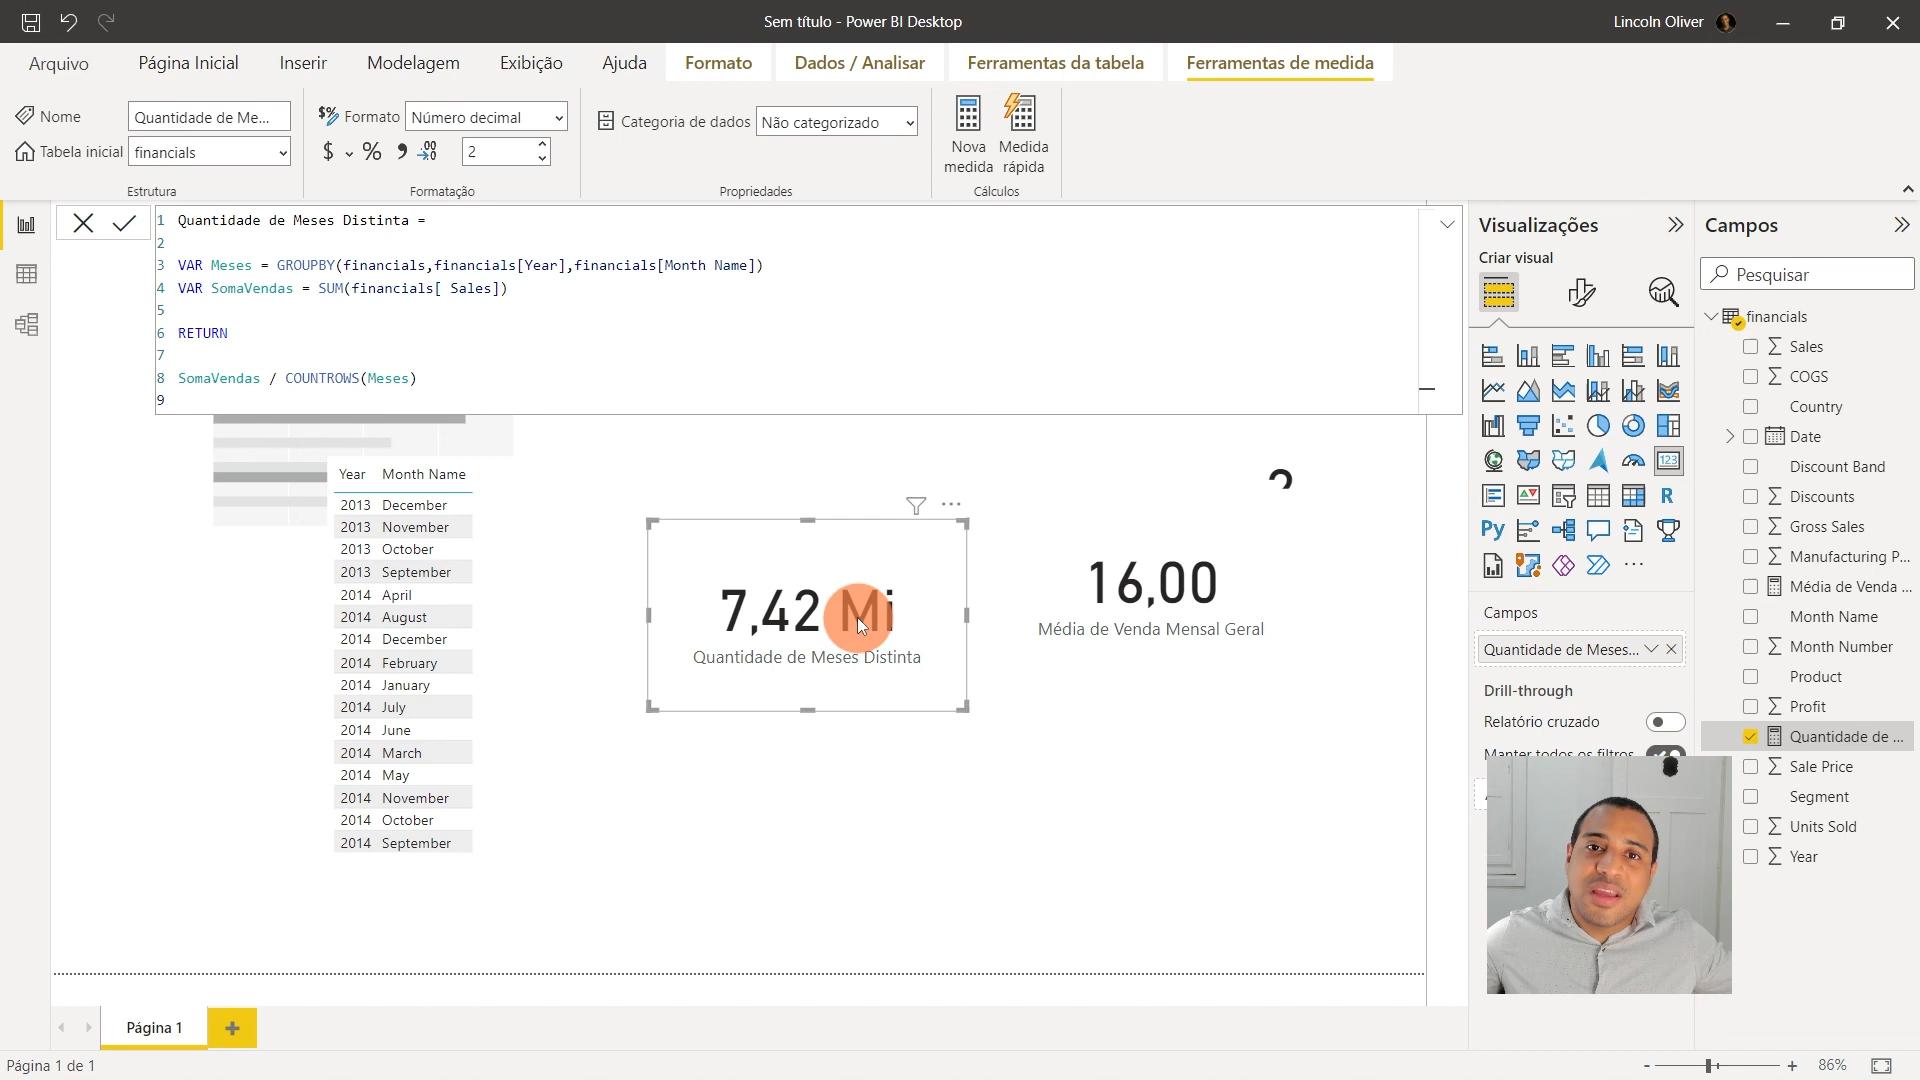 Sem título - Power BI Desktop
Lincoln Oliver
Arquivo
Página Inicial
Inserir
Modelagem
Exibição
Ajuda
Formato
Dados / Analisar
Ferramentas da tabela
Ferramentas de medida
Nome
Quantidade de Me...
Tabela inicial
financials
Estrutura
Formato
Número decimal
$ % 2
Formatação
Categoria de dados
Não categorizado
Propriedades
Nova medida
Medida rápida
Cálculos
1 Quantidade de Meses Distinta =
2
3 VAR Meses = GROUPBY(financials,financials[Year],financials[Month Name])
4 VAR SomaVendas = SUM(financials[ Sales])
5
6 RETURN
7
8 SomaVendas / COUNTROWS(Meses)
9
Year Month Name
2013 December
2013 November
2013 October
2013 September
2014 April
2014 August
2014 December
2014 February
2014 January
2014 July
2014 June
2014 March
2014 May
2014 November
2014 October
2014 September
7,42 Mi
Quantidade de Meses Distinta
16,00
Média de Venda Mensal Geral
Visualizações
Criar visual
123
R
Py
Campos
Quantidade de Meses...
Drill-through
Relatório cruzado
Manter todos os filtros
Campos
Pesquisar
financials
Sales
COGS
Country
Date
Discount Band
Discounts
Gross Sales
Manufacturing P...
Média de Venda ...
Month Name
Month Number
Product
Profit
Quantidade de ...
Sale Price
Segment
Units Sold
Year
Página 1
Página 1 de 1
86%